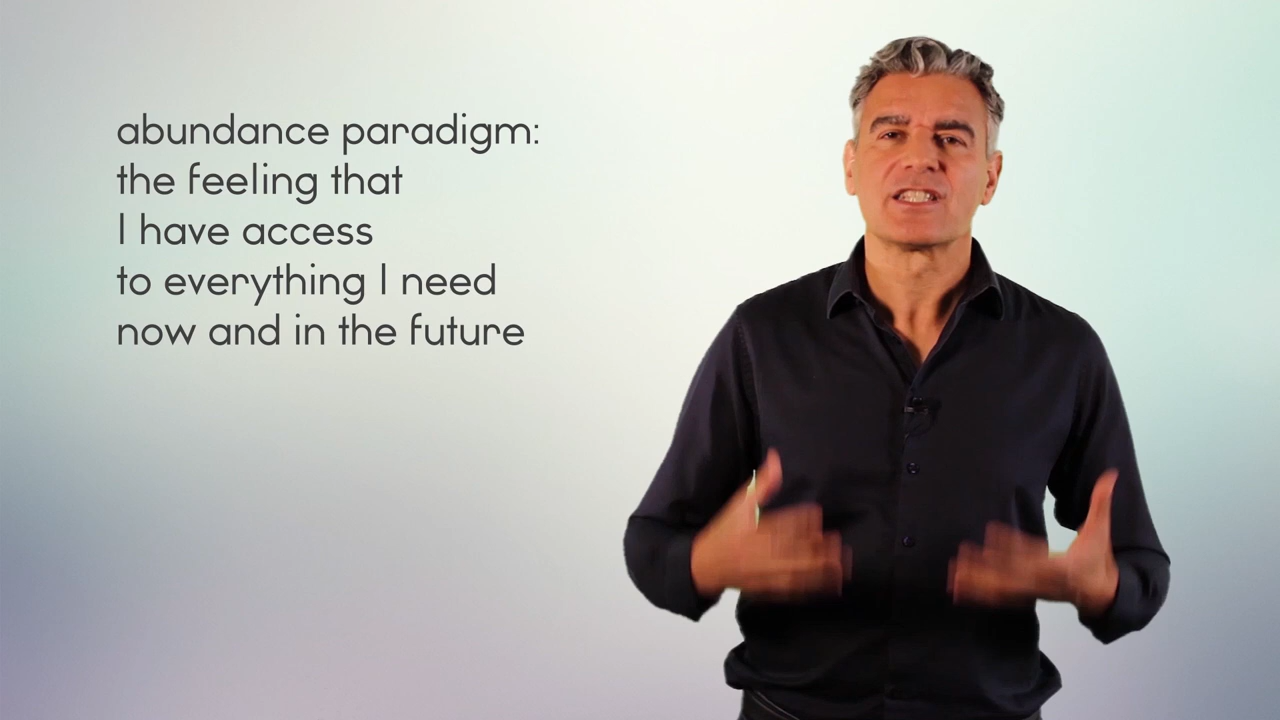 abundance paradigm:
the feeling that
I have access
to everything I need
now and in the future